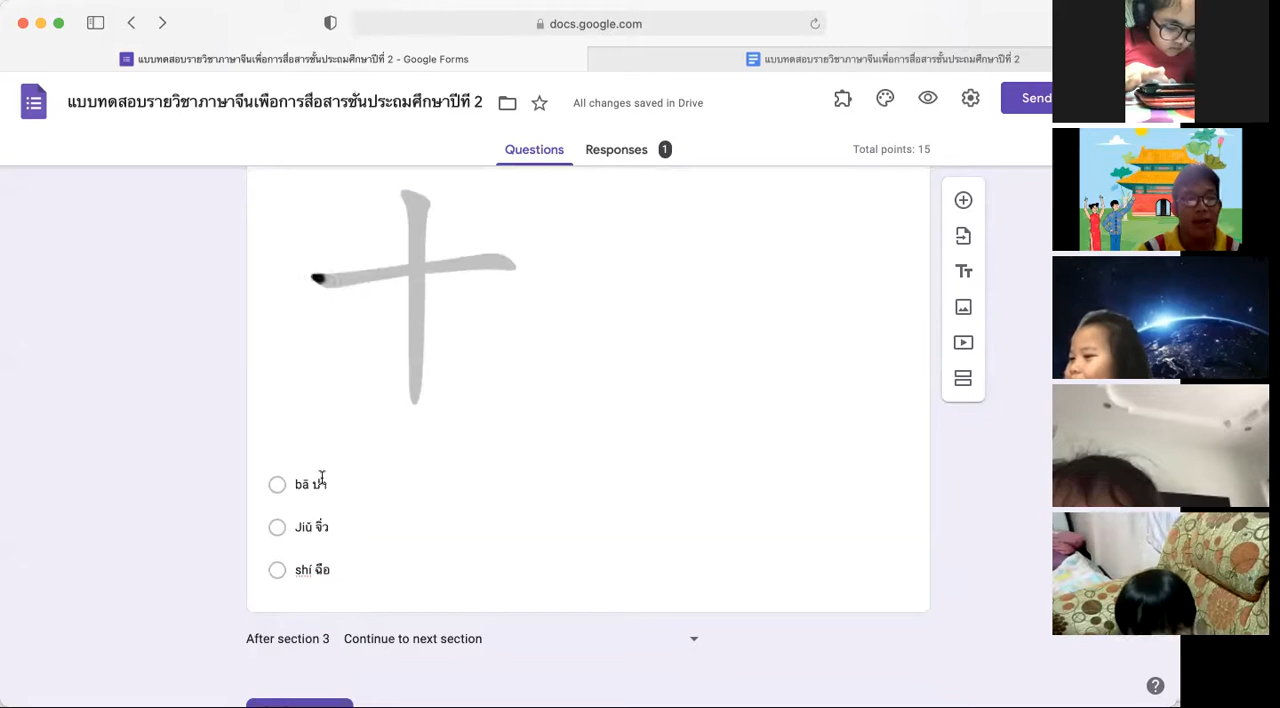 docs.google.com
แบบทดสอบรายวิชาภาษาจีนเพื่อการสื่อสารชั้นประถมศึกษาปีที่ 2 - Google Forms
แบบทดสอบรายวิชาภาษาจีนเพื่อการสื่อสารชั้นประถมศึกษาปีที่ 2
แบบทดสอบรายวิชาภาษาจีนเพื่อการสื่อสารชั้นประถมศึกษาปีที่ 2
All changes saved in Drive
Send
Questions
Responses 1
Total points: 15
十
Tт
bā ปา
Jiǔ จิ่ว
shí ฉือ
After section 3 Continue to next section